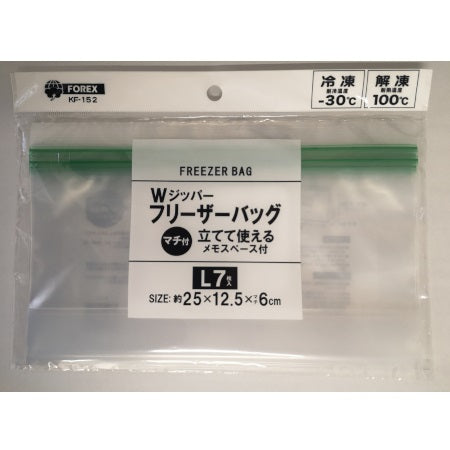 FOREX
KF-152
冷凍
耐冷温度
-30℃
解凍
耐熱温度
100℃
FREEZER BAG
Wジッパー
フリーザーバッグ
マチ付
立てて使える
メモスペース付
L7枚入
SIZE:約25×12.5×マチ6cm